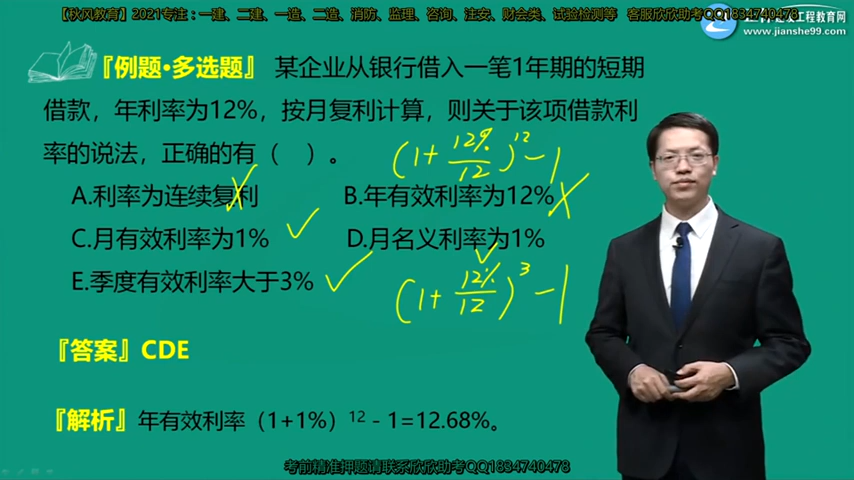 【秋风教育】2021专注：一建、二建、一造、二造、消防、监理、咨询、注安、财会类、试验检测等 客服欣欣助考QQ1834740478
工程教育网
www.jianshe99.com
『例题·多选题』 某企业从银行借入一笔1年期的短期
借款，年利率为12%，按月复利计算，则关于该项借款利
率的说法，正确的有（ ）。
(1+12%/12)^12-1
A.利率为连续复利 B.年有效利率为12%
C.月有效利率为1% D.月名义利率为1%
E.季度有效利率大于3%
(1+12%/12)^3-1
『答案』CDE
『解析』年有效利率（1+1%）12 - 1=12.68%。
考前精准押题请联系欣欣助考QQ1834740478